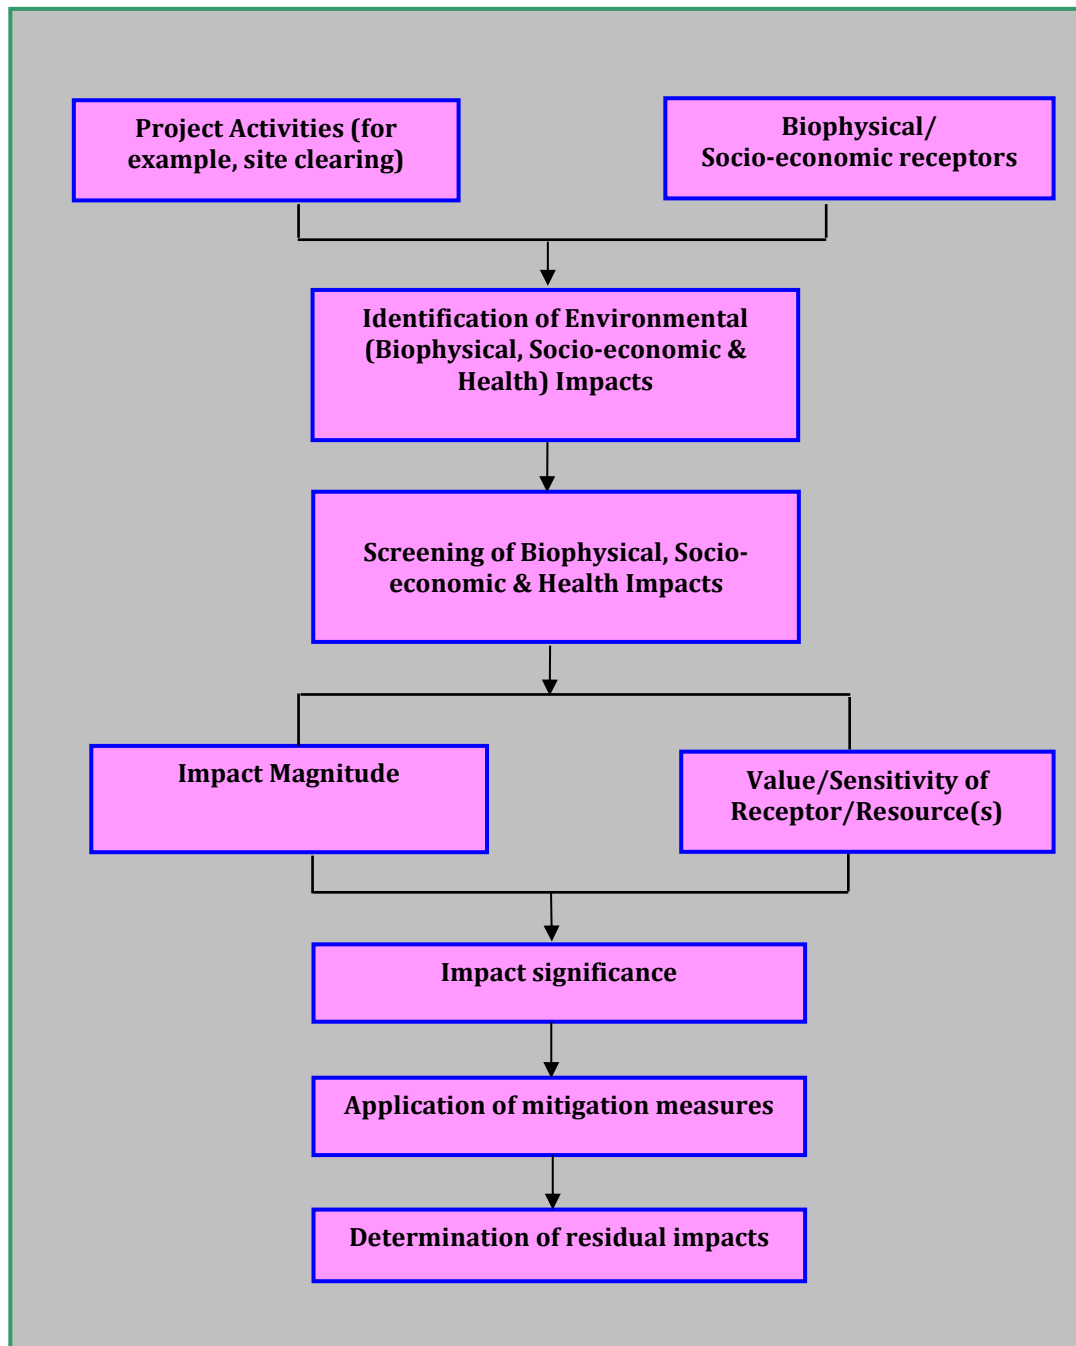 Project Activities (for
example, site clearing)
Biophysical/
Socio-economic receptors
Identification of Environmental
(Biophysical, Socio-economic &
Health) Impacts
Screening of Biophysical, Socio-
economic & Health Impacts
Impact Magnitude
Value/Sensitivity of
Receptor/Resource(s)
Impact significance
Application of mitigation measures
Determination of residual impacts